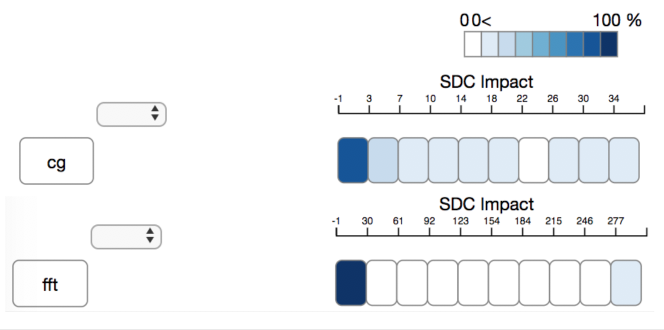 00< 100 %
SDC Impact
-1 3 7 10 14 18 22 26 30 34
cg
SDC Impact
-1 30 61 92 123 154 184 215 246 277
fft